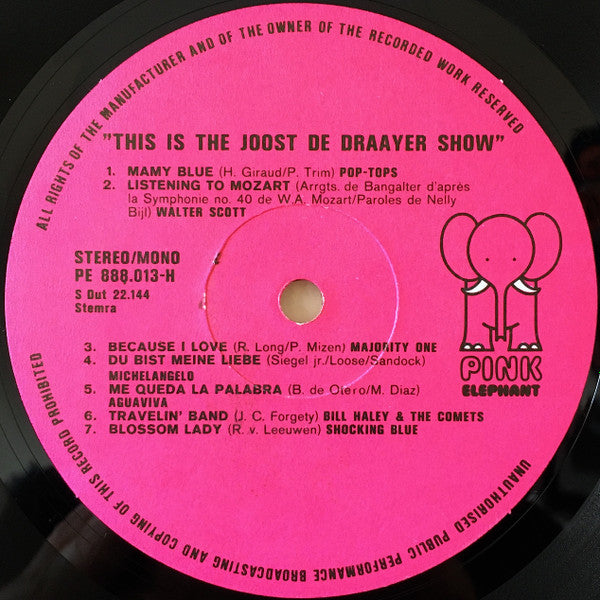 ALL RIGHTS OF THE MANUFACTURER AND OF THE OWNER OF THE RECORDED WORK RESERVED
"THIS IS THE JOOST DE DRAAYER SHOW"
1. MAMY BLUE (H. Giraud/P. Trim) POP-TOPS
2. LISTENING TO MOZART (Arrgts. de Bangalter d'après
la Symphonie no. 40 de W.A. Mozart/Paroles de Nelly
Bijl) WALTER SCOTT
STEREO/MONO
PE 888.013-H
S Dut 22.144
Stemra
PINK
ELEPHANT
3. BECAUSE I LOVE (R. Long/P. Mizen) MAJORITY ONE
4. DU BIST MEINE LIEBE (Siegel jr./Loose/Sandock)
MICHELANGELO
5. ME QUEDA LA PALABRA (B. de Otero/M. Diaz)
AGUAVIVA
6. TRAVELIN' BAND (J. C. Forgety) BILL HALEY & THE COMETS
7. BLOSSOM LADY (R. v. Leeuwen) SHOCKING BLUE
UNAUTHORISED PUBLIC PERFORMANCE BROADCASTING AND COPYING OF THIS RECORD PROHIBITED